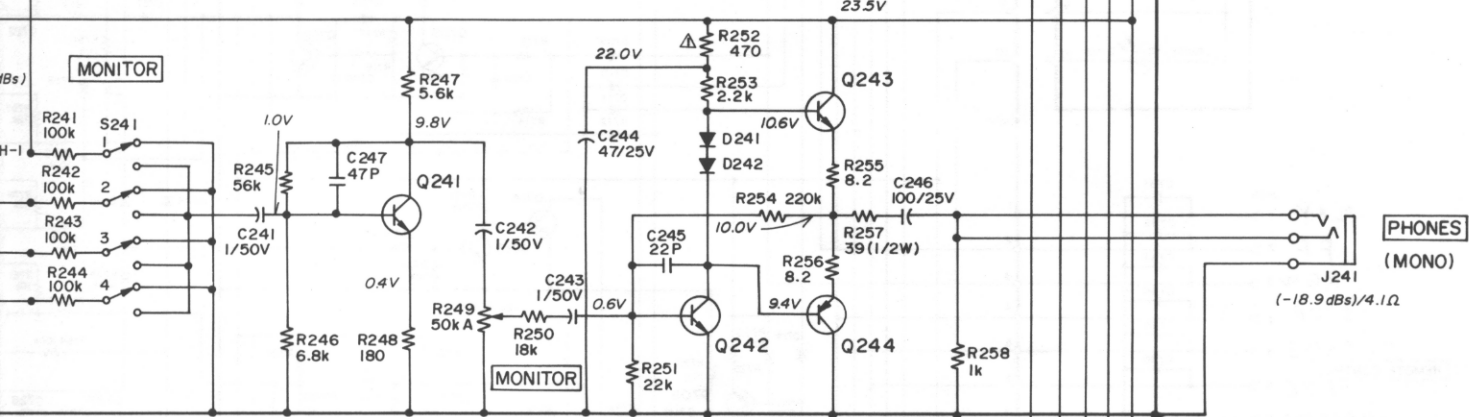 23.5V
dBs)
MONITOR
R241
100k
S241
1
H-1
R242
100k
2
R243
100k
3
R244
100k
4
R247
5.6k
9.8V
1.0V
R245
56k
C247
47P
Q241
C241
1/50V
C242
1/50V
0.4V
R246
6.8k
R248
180
R249
50kA
C243
1/50V
R250
18k
MONITOR
22.0V
R252
470
R253
2.2k
Q243
10.6V
C244
47/25V
D241
D242
R255
8.2
R254 220k
C246
100/25V
10.0V
R257
39(1/2W)
C245
22P
R256
8.2
0.6V
9.4V
Q242
Q244
R251
22k
R258
1k
PHONES
(MONO)
J241
(-18.9dBs)/4.1Ω